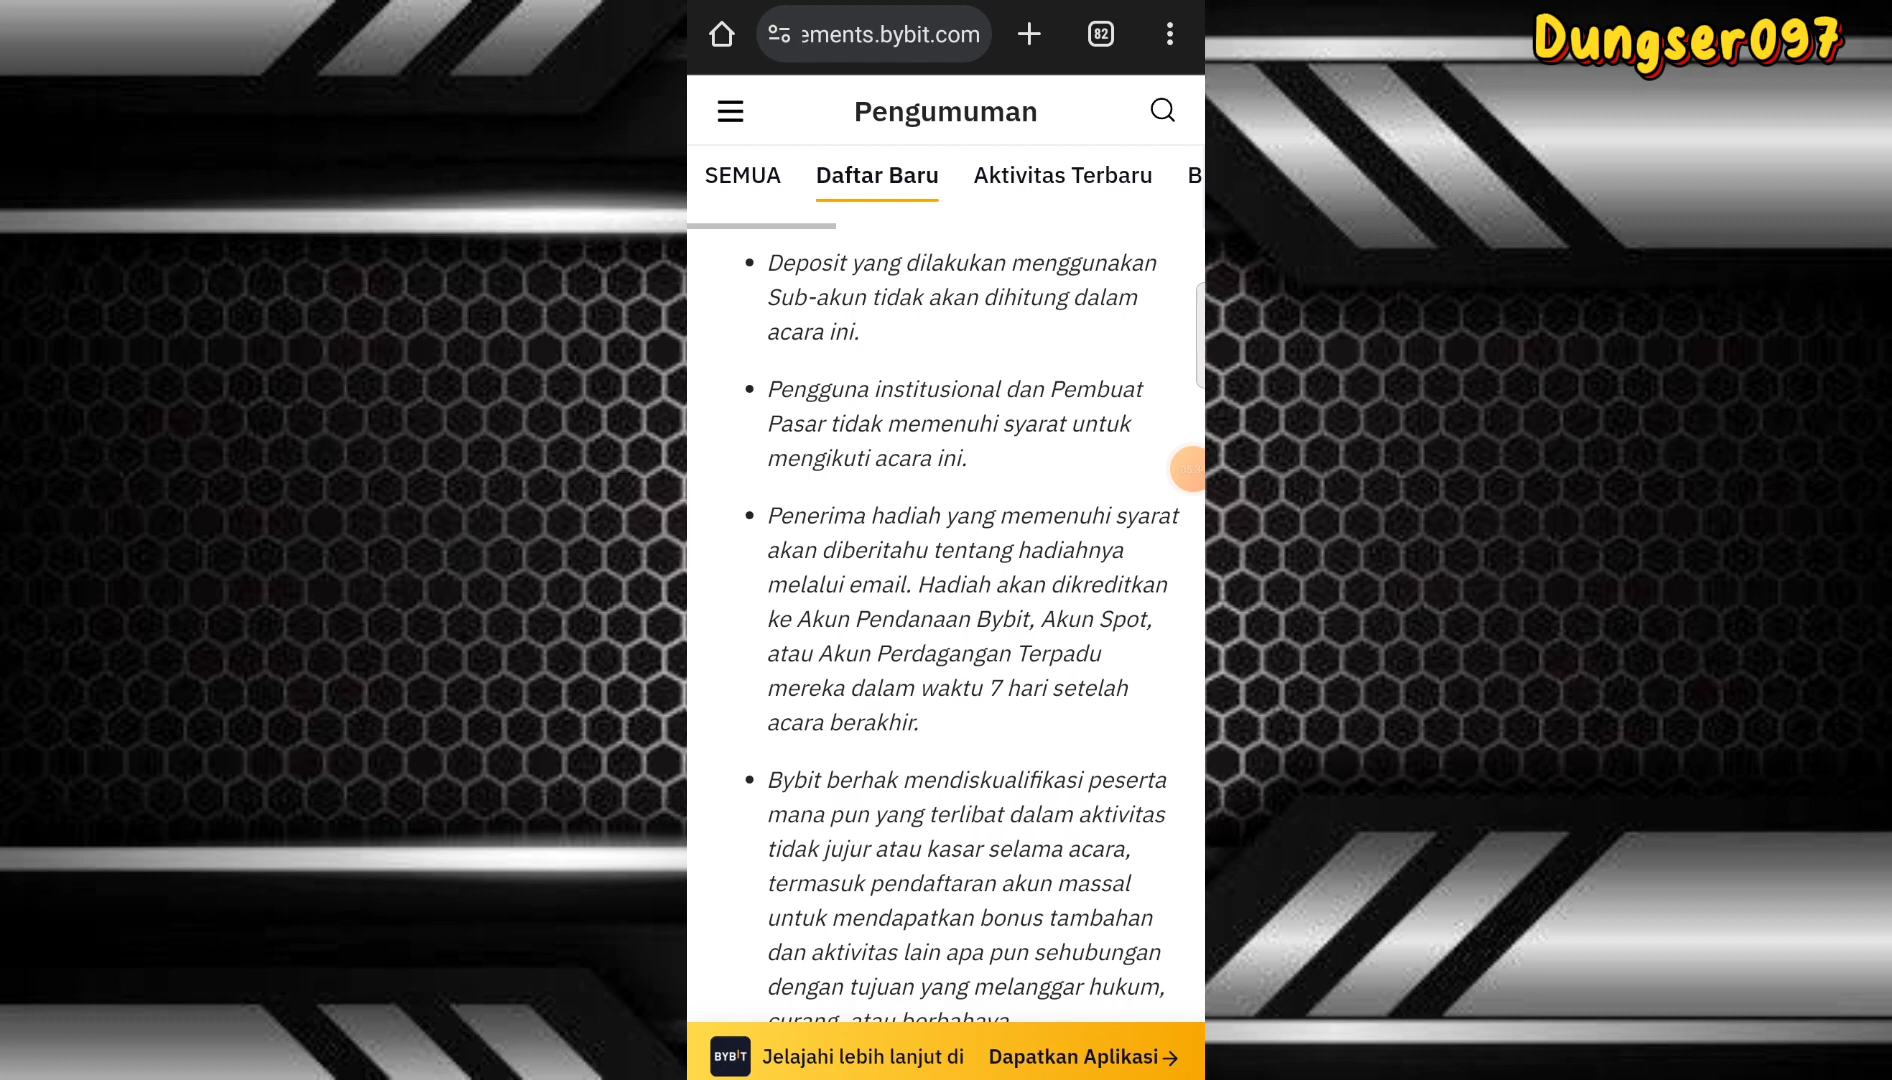 ements.bybit.com
82
Dungser097
Pengumuman
SEMUA Daftar Baru Aktivitas Terbaru B
• Deposit yang dilakukan menggunakan
Sub-akun tidak akan dihitung dalam
acara ini.
• Pengguna institusional dan Pembuat
Pasar tidak memenuhi syarat untuk
mengikuti acara ini.
• Penerima hadiah yang memenuhi syarat
akan diberitahu tentang hadiahnya
melalui email. Hadiah akan dikreditkan
ke Akun Pendanaan Bybit, Akun Spot,
atau Akun Perdagangan Terpadu
mereka dalam waktu 7 hari setelah
acara berakhir.
• Bybit berhak mendiskualifikasi peserta
mana pun yang terlibat dalam aktivitas
tidak jujur atau kasar selama acara,
termasuk pendaftaran akun massal
untuk mendapatkan bonus tambahan
dan aktivitas lain apa pun sehubungan
dengan tujuan yang melanggar hukum,
curang, atau berbahaya.
BYBIT Jelajahi lebih lanjut di Dapatkan Aplikasi→